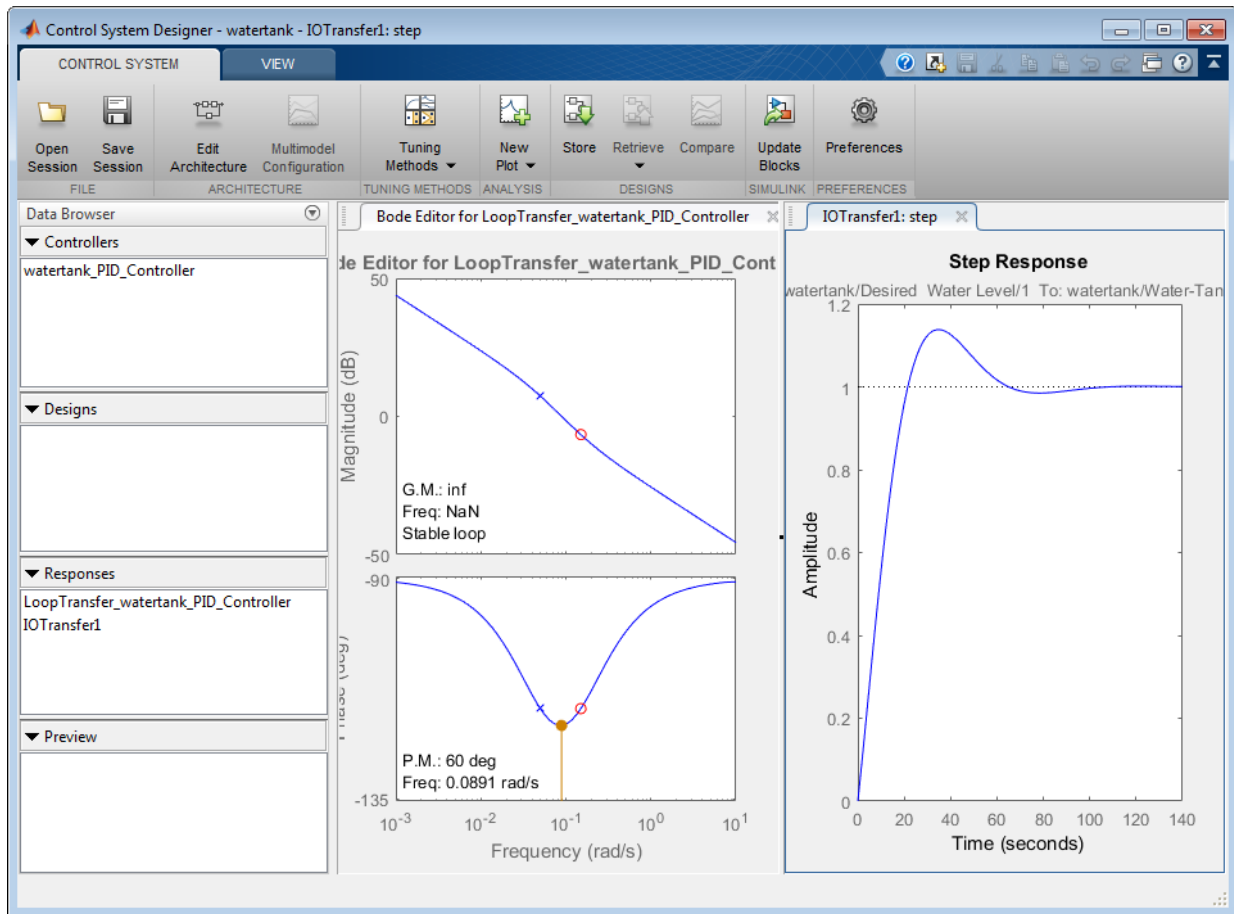 Control System Designer - watertank - IOTransfer1: step
CONTROL SYSTEM
VIEW
Open Session
Save Session
Edit Architecture
Multimodel Configuration
Tuning Methods
New Plot
Store
Retrieve
Compare
Update Blocks
Preferences
FILE
ARCHITECTURE
TUNING METHODS
ANALYSIS
DESIGNS
SIMULINK
PREFERENCES
Data Browser
Controllers
watertank_PID_Controller
Designs
Responses
LoopTransfer_watertank_PID_Controller
IOTransfer1
Preview
Bode Editor for LoopTransfer_watertank_PID_Controller
de Editor for LoopTransfer_watertank_PID_Cont
Magnitude (dB)
50
0
-50
G.M.: inf
Freq: NaN
Stable loop
Phase (deg)
-90
-135
P.M.: 60 deg
Freq: 0.0891 rad/s
10^-3 10^-2 10^-1 10^0 10^1
Frequency (rad/s)
IOTransfer1: step
Step Response
watertank/Desired Water Level/1 To: watertank/Water-Tan
Amplitude
1.2
1
0.8
0.6
0.4
0.2
0
0 20 40 60 80 100 120 140
Time (seconds)